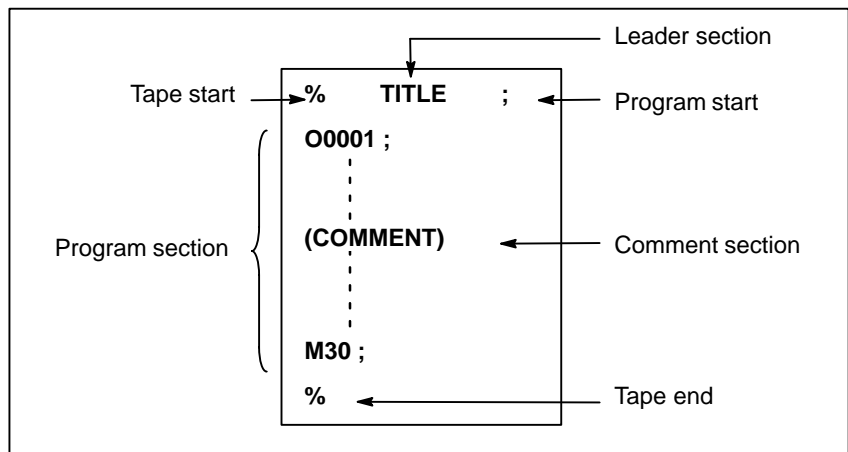 Leader section
Tape start % TITLE ; Program start
O0001 ;
Program section (COMMENT) Comment section
M30 ;
% Tape end